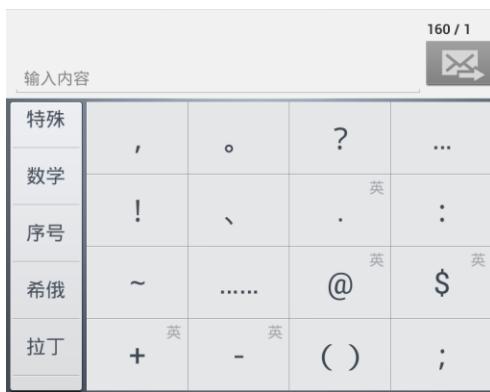 160 / 1
输入内容
特殊
, 。 ? ...
数学
! 、 . 英 :
序号
~ ...... @ 英 $ 英
希俄
+ 英 - 英 ( ) ;
拉丁